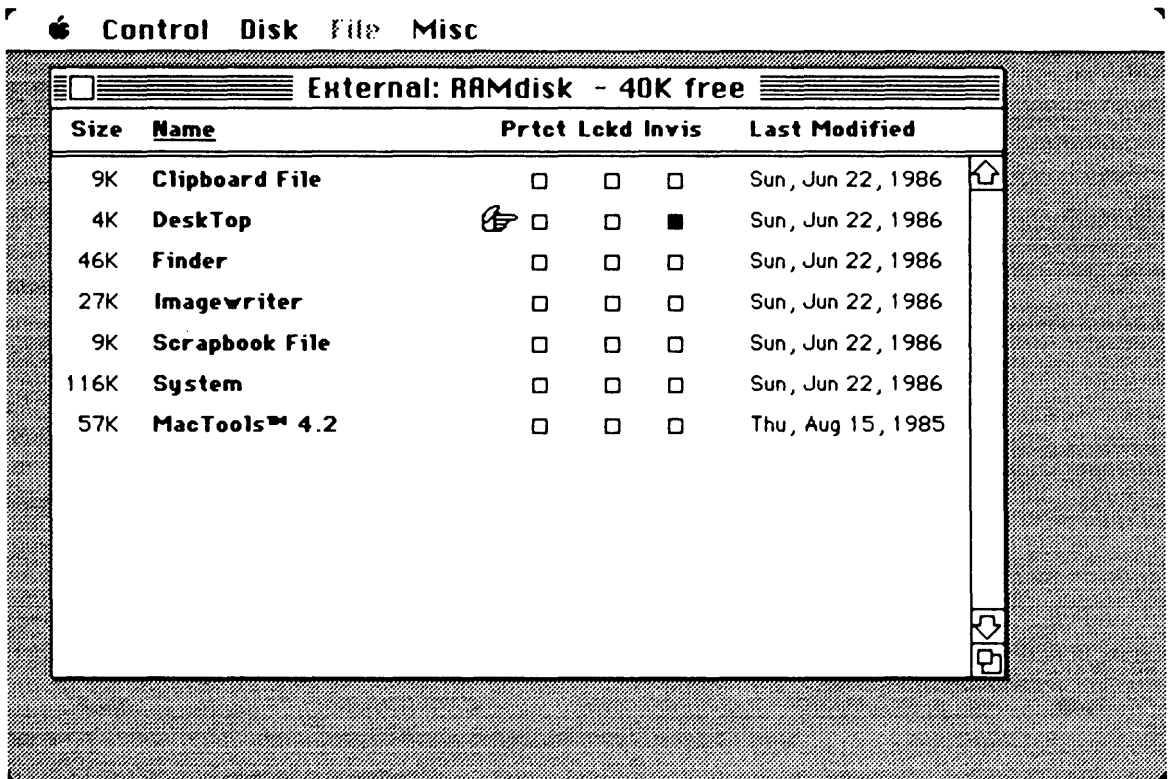 Control Disk File Misc
External: RAMdisk - 40K free
Size Name Prtct Lckd Invis Last Modified
9K Clipboard File Sun, Jun 22, 1986
4K DeskTop Sun, Jun 22, 1986
46K Finder Sun, Jun 22, 1986
27K Imagewriter Sun, Jun 22, 1986
9K Scrapbook File Sun, Jun 22, 1986
116K System Sun, Jun 22, 1986
57K MacTools™ 4.2 Thu, Aug 15, 1985